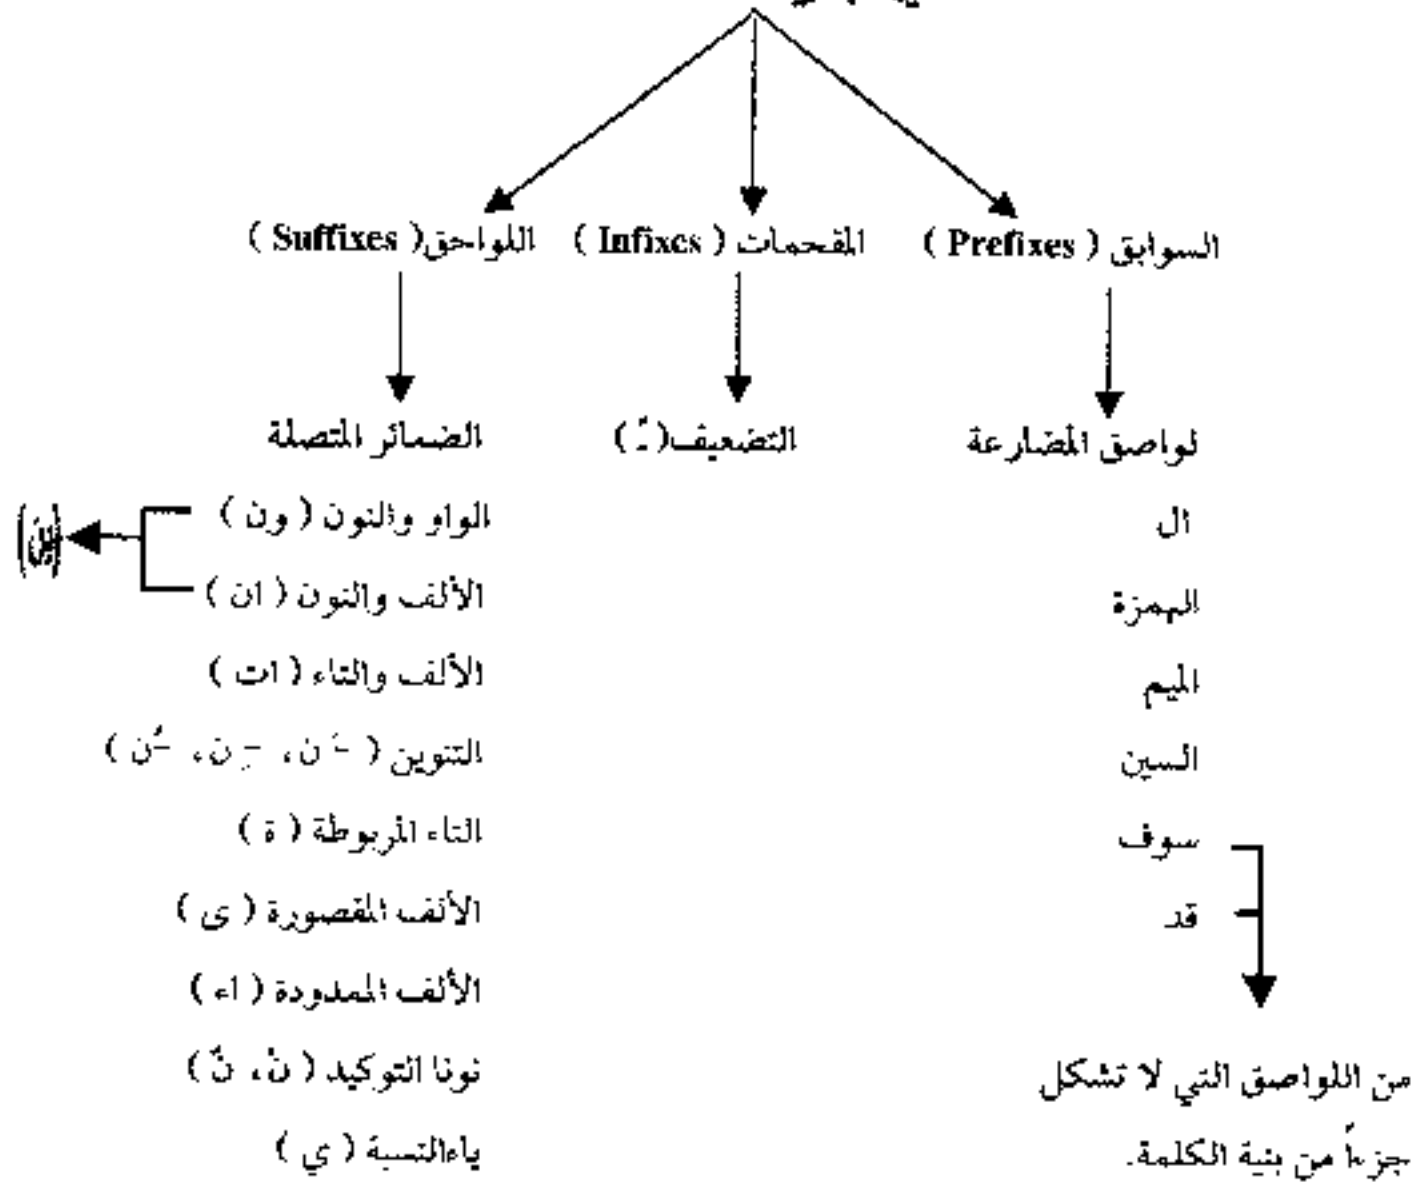 السوابق ( Prefixes )
المقحمات ( Infixes )
اللواحق( Suffixes )
لواصق المضارعة
ال
الهمزة
الميم
السين
سوف
قد
من اللواصق التي لا تشكل
جزءاً من بنية الكلمة.
التضعيف( ـّ )
الضمائر المتصلة
الواو والنون ( ون )
الألف والنون ( ان )
(ين)
الألف والتاء ( ات )
التنوين ( ـَ ن، ـِ ن، ـُ ن )
التاء المربوطة ( ة )
الألف المقصورة ( ى )
الألف الممدودة ( اء )
نونا التوكيد ( نْ، نّ )
ياءالنسبة ( ي )